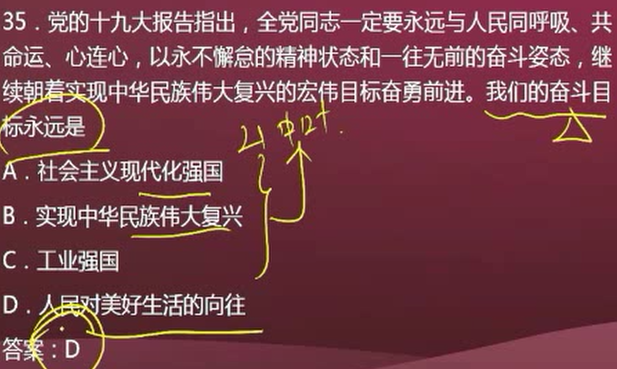 35．党的十九大报告指出，全党同志一定要永远与人民同呼吸、共
命运、心连心，以永不懈怠的精神状态和一往无前的奋斗姿态，继
续朝着实现中华民族伟大复兴的宏伟目标奋勇前进。我们的奋斗目
标永远是
A．社会主义现代化强国
B．实现中华民族伟大复兴
C．工业强国
D．人民对美好生活的向往
答案：D